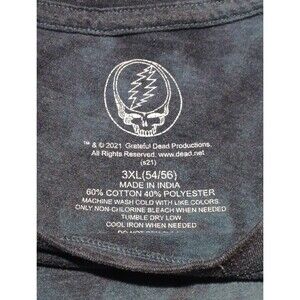 ™ & © 2021 Grateful Dead Productions.
All Rights Reserved. www.dead.net
(s21)
3XL(54/56)
MADE IN INDIA
60% COTTON 40% POLYESTER
MACHINE WASH COLD WITH LIKE COLORS.
ONLY NON-CHLORINE BLEACH WHEN NEEDED
TUMBLE DRY LOW
COOL IRON WHEN NEEDED
DO NOT